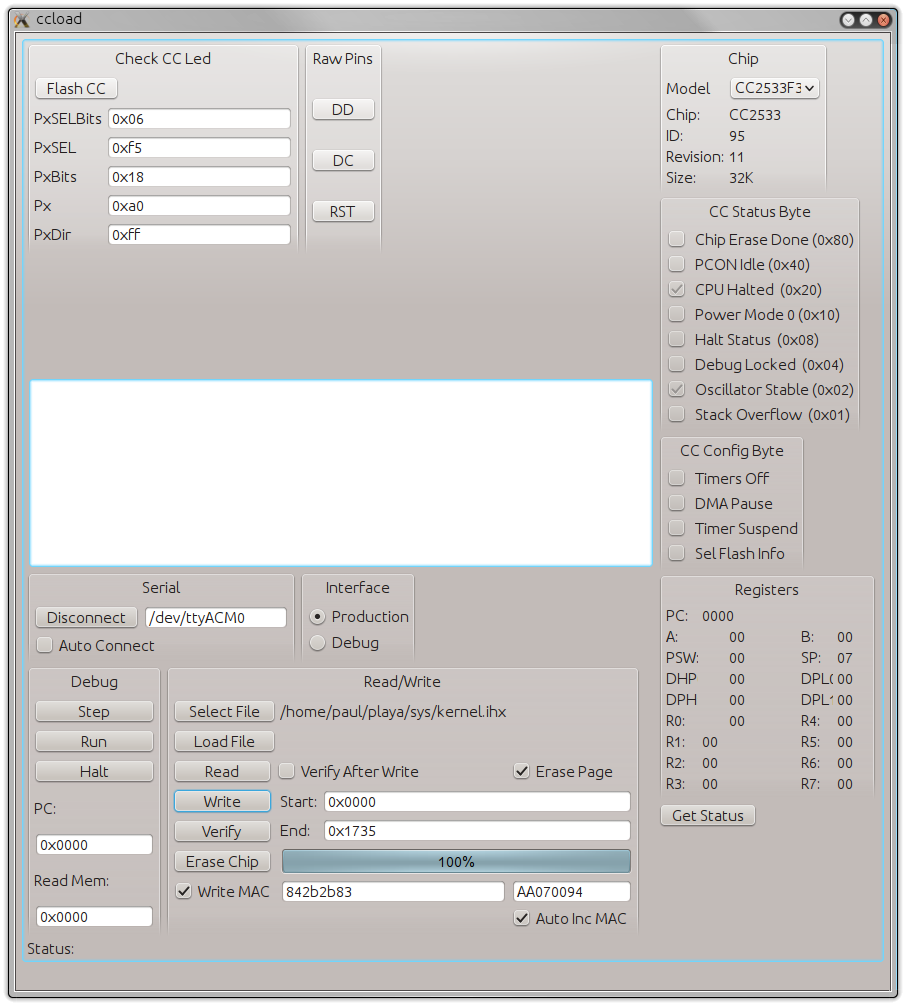 ccload
Check CC Led
Flash CC
PxSELBits 0x06
PxSEL 0xf5
PxBits 0x18
Px 0xa0
PxDir 0xff
Raw Pins
DD
DC
RST
Chip
Model CC2533F3
Chip: CC2533
ID: 95
Revision: 11
Size: 32K
CC Status Byte
Chip Erase Done (0x80)
PCON Idle (0x40)
CPU Halted (0x20)
Power Mode 0 (0x10)
Halt Status (0x08)
Debug Locked (0x04)
Oscillator Stable (0x02)
Stack Overflow (0x01)
CC Config Byte
Timers Off
DMA Pause
Timer Suspend
Sel Flash Info
Serial
Disconnect /dev/ttyACM0
Auto Connect
Interface
Production
Debug
Registers
PC: 0000
A: 00 B: 00
PSW: 00 SP: 07
DHP 00 DPL0 00
DPH 00 DPL1 00
R0: 00 R4: 00
R1: 00 R5: 00
R2: 00 R6: 00
R3: 00 R7: 00
Get Status
Debug
Step
Run
Halt
PC:
0x0000
Read Mem:
0x0000
Read/Write
Select File /home/paul/playa/sys/kernel.ihx
Load File
Read Verify After Write Erase Page
Write Start: 0x0000
Verify End: 0x1735
Erase Chip 100%
Write MAC 842b2b83 AA070094
Auto Inc MAC
Status: